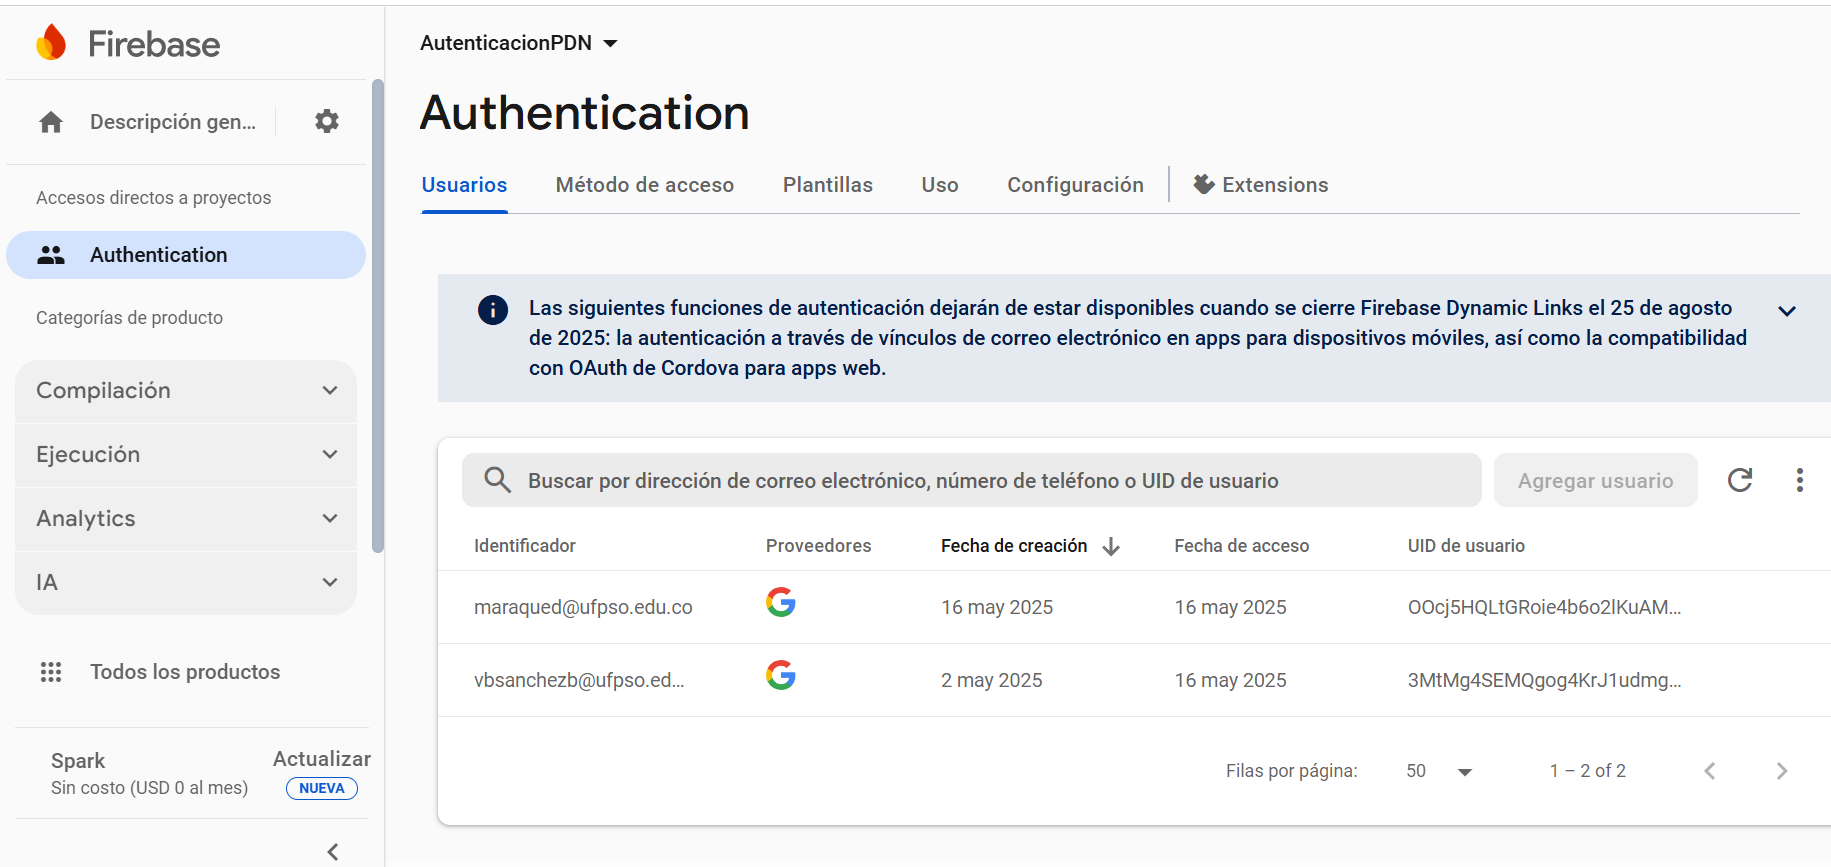 Firebase
Descripción gen...
Accesos directos a proyectos
Authentication
Categorías de producto
Compilación
Ejecución
Analytics
IA
Todos los productos
Spark
Sin costo (USD 0 al mes)
Actualizar
NUEVA
AutenticacionPDN
Authentication
Usuarios Método de acceso Plantillas Uso Configuración Extensions
Las siguientes funciones de autenticación dejarán de estar disponibles cuando se cierre Firebase Dynamic Links el 25 de agosto
de 2025: la autenticación a través de vínculos de correo electrónico en apps para dispositivos móviles, así como la compatibilidad
con OAuth de Cordova para apps web.
Buscar por dirección de correo electrónico, número de teléfono o UID de usuario Agregar usuario
Identificador Proveedores Fecha de creación Fecha de acceso UID de usuario
maraqued@ufpso.edu.co 16 may 2025 16 may 2025 OOcj5HQLtGRoie4b6o2lKuAM...
vbsanchezb@ufpso.ed... 2 may 2025 16 may 2025 3MtMg4SEMQgog4KrJ1udmg...
Filas por página: 50 1 – 2 of 2